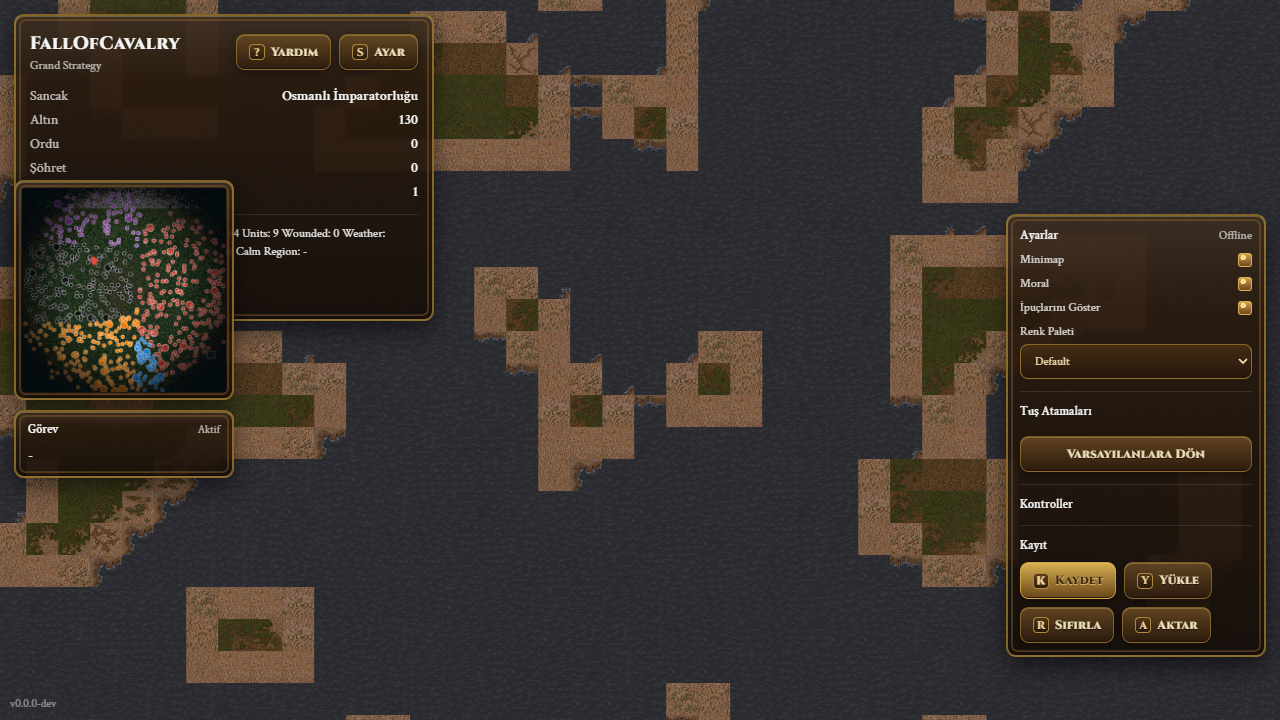 FallOfCavalry
Grand Strategy
? Yardım
S Ayar
Sancak Osmanlı İmparatorluğu
Altın 130
Ordu 0
Şöhret 0
1
4 Units: 9 Wounded: 0 Weather:
Calm Region: -
Görev Aktif
-
Ayarlar Offline
Minimap
Moral
İpuçlarını Göster
Renk Paleti
Default
Tuş Atamaları
Varsayılanlara Dön
Kontroller
Kayıt
K Kaydet
Y Yükle
R Sıfırla
A Aktar
v0.0.0-dev